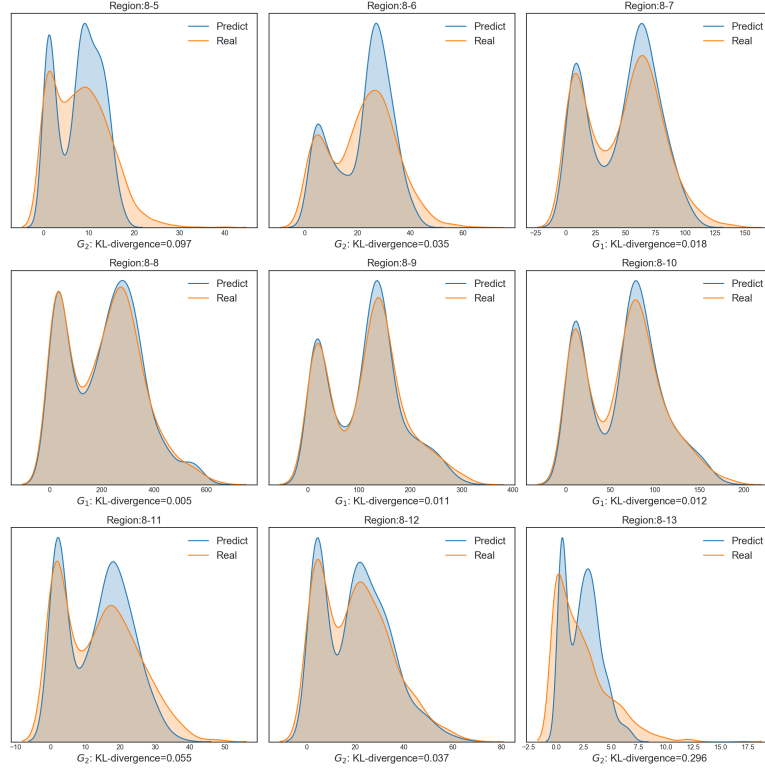 Region:8-5 Region:8-6 Region:8-7
Predict Predict Predict
Real Real Real
0 10 20 30 40 0 20 40 60 −25 0 25 50 75 100 125 150
G₂: KL-divergence=0.097 G₂: KL-divergence=0.035 G₁: KL-divergence=0.018
Region:8-8 Region:8-9 Region:8-10
Predict Predict Predict
Real Real Real
0 200 400 600 0 100 200 300 400 0 50 100 150 200
G₁: KL-divergence=0.005 G₁: KL-divergence=0.011 G₁: KL-divergence=0.012
Region:8-11 Region:8-12 Region:8-13
Predict Predict Predict
Real Real Real
−10 0 10 20 30 40 50 0 20 40 60 80 −2.5 0.0 2.5 5.0 7.5 10.0 12.5 15.0 17.5
G₂: KL-divergence=0.055 G₂: KL-divergence=0.037 G₂: KL-divergence=0.296